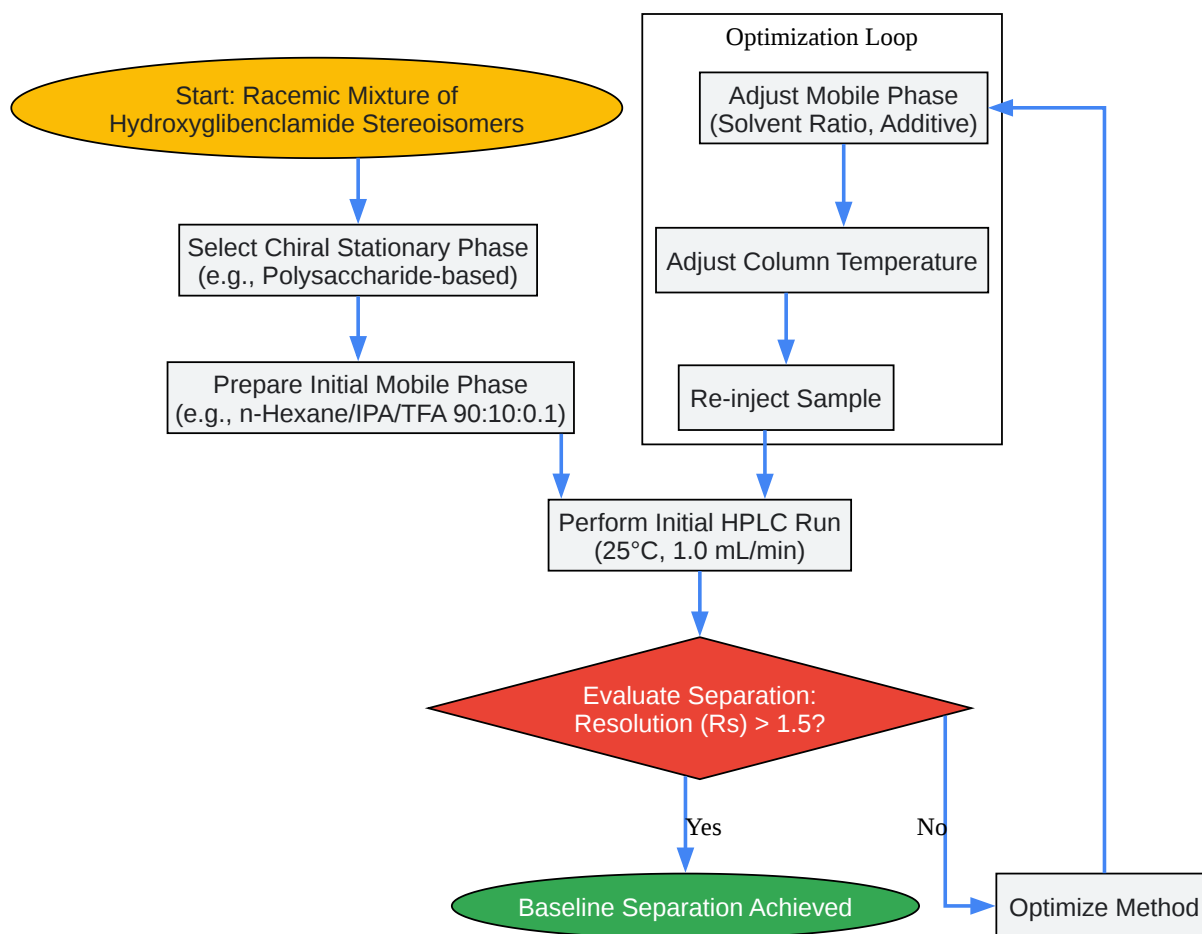 Start: Racemic Mixture of
Hydroxyglibenclamide Stereoisomers
Select Chiral Stationary Phase
(e.g., Polysaccharide-based)
Prepare Initial Mobile Phase
(e.g., n-Hexane/IPA/TFA 90:10:0.1)
Optimization Loop
Adjust Mobile Phase
(Solvent Ratio, Additive)
Adjust Column Temperature
Re-inject Sample
Perform Initial HPLC Run
(25°C, 1.0 mL/min)
Evaluate Separation:
Resolution (Rs) > 1.5?
Yes
No
Baseline Separation Achieved
Optimize Method